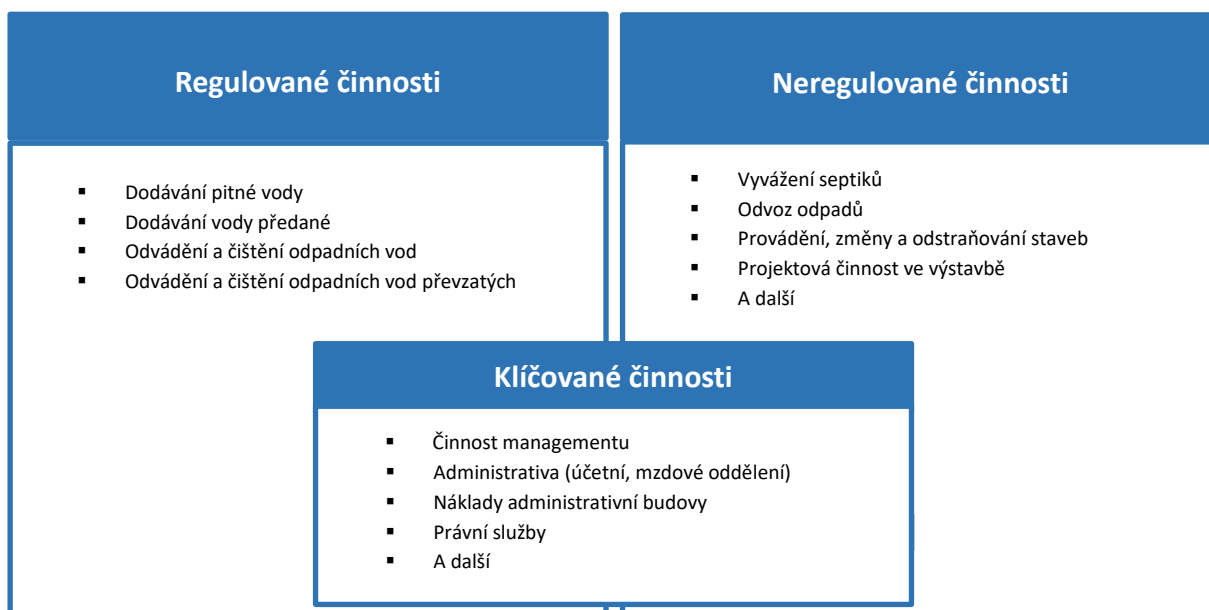 Regulované činnosti
▪ Dodávání pitné vody
▪ Dodávání vody předané
▪ Odvádění a čištění odpadních vod
▪ Odvádění a čištění odpadních vod převzatých
Neregulované činnosti
▪ Vyvážení septiků
▪ Odvoz odpadů
▪ Provádění, změny a odstraňování staveb
▪ Projektová činnost ve výstavbě
▪ A další
Klíčované činnosti
▪ Činnost managementu
▪ Administrativa (účetní, mzdové oddělení)
▪ Náklady administrativní budovy
▪ Právní služby
▪ A další